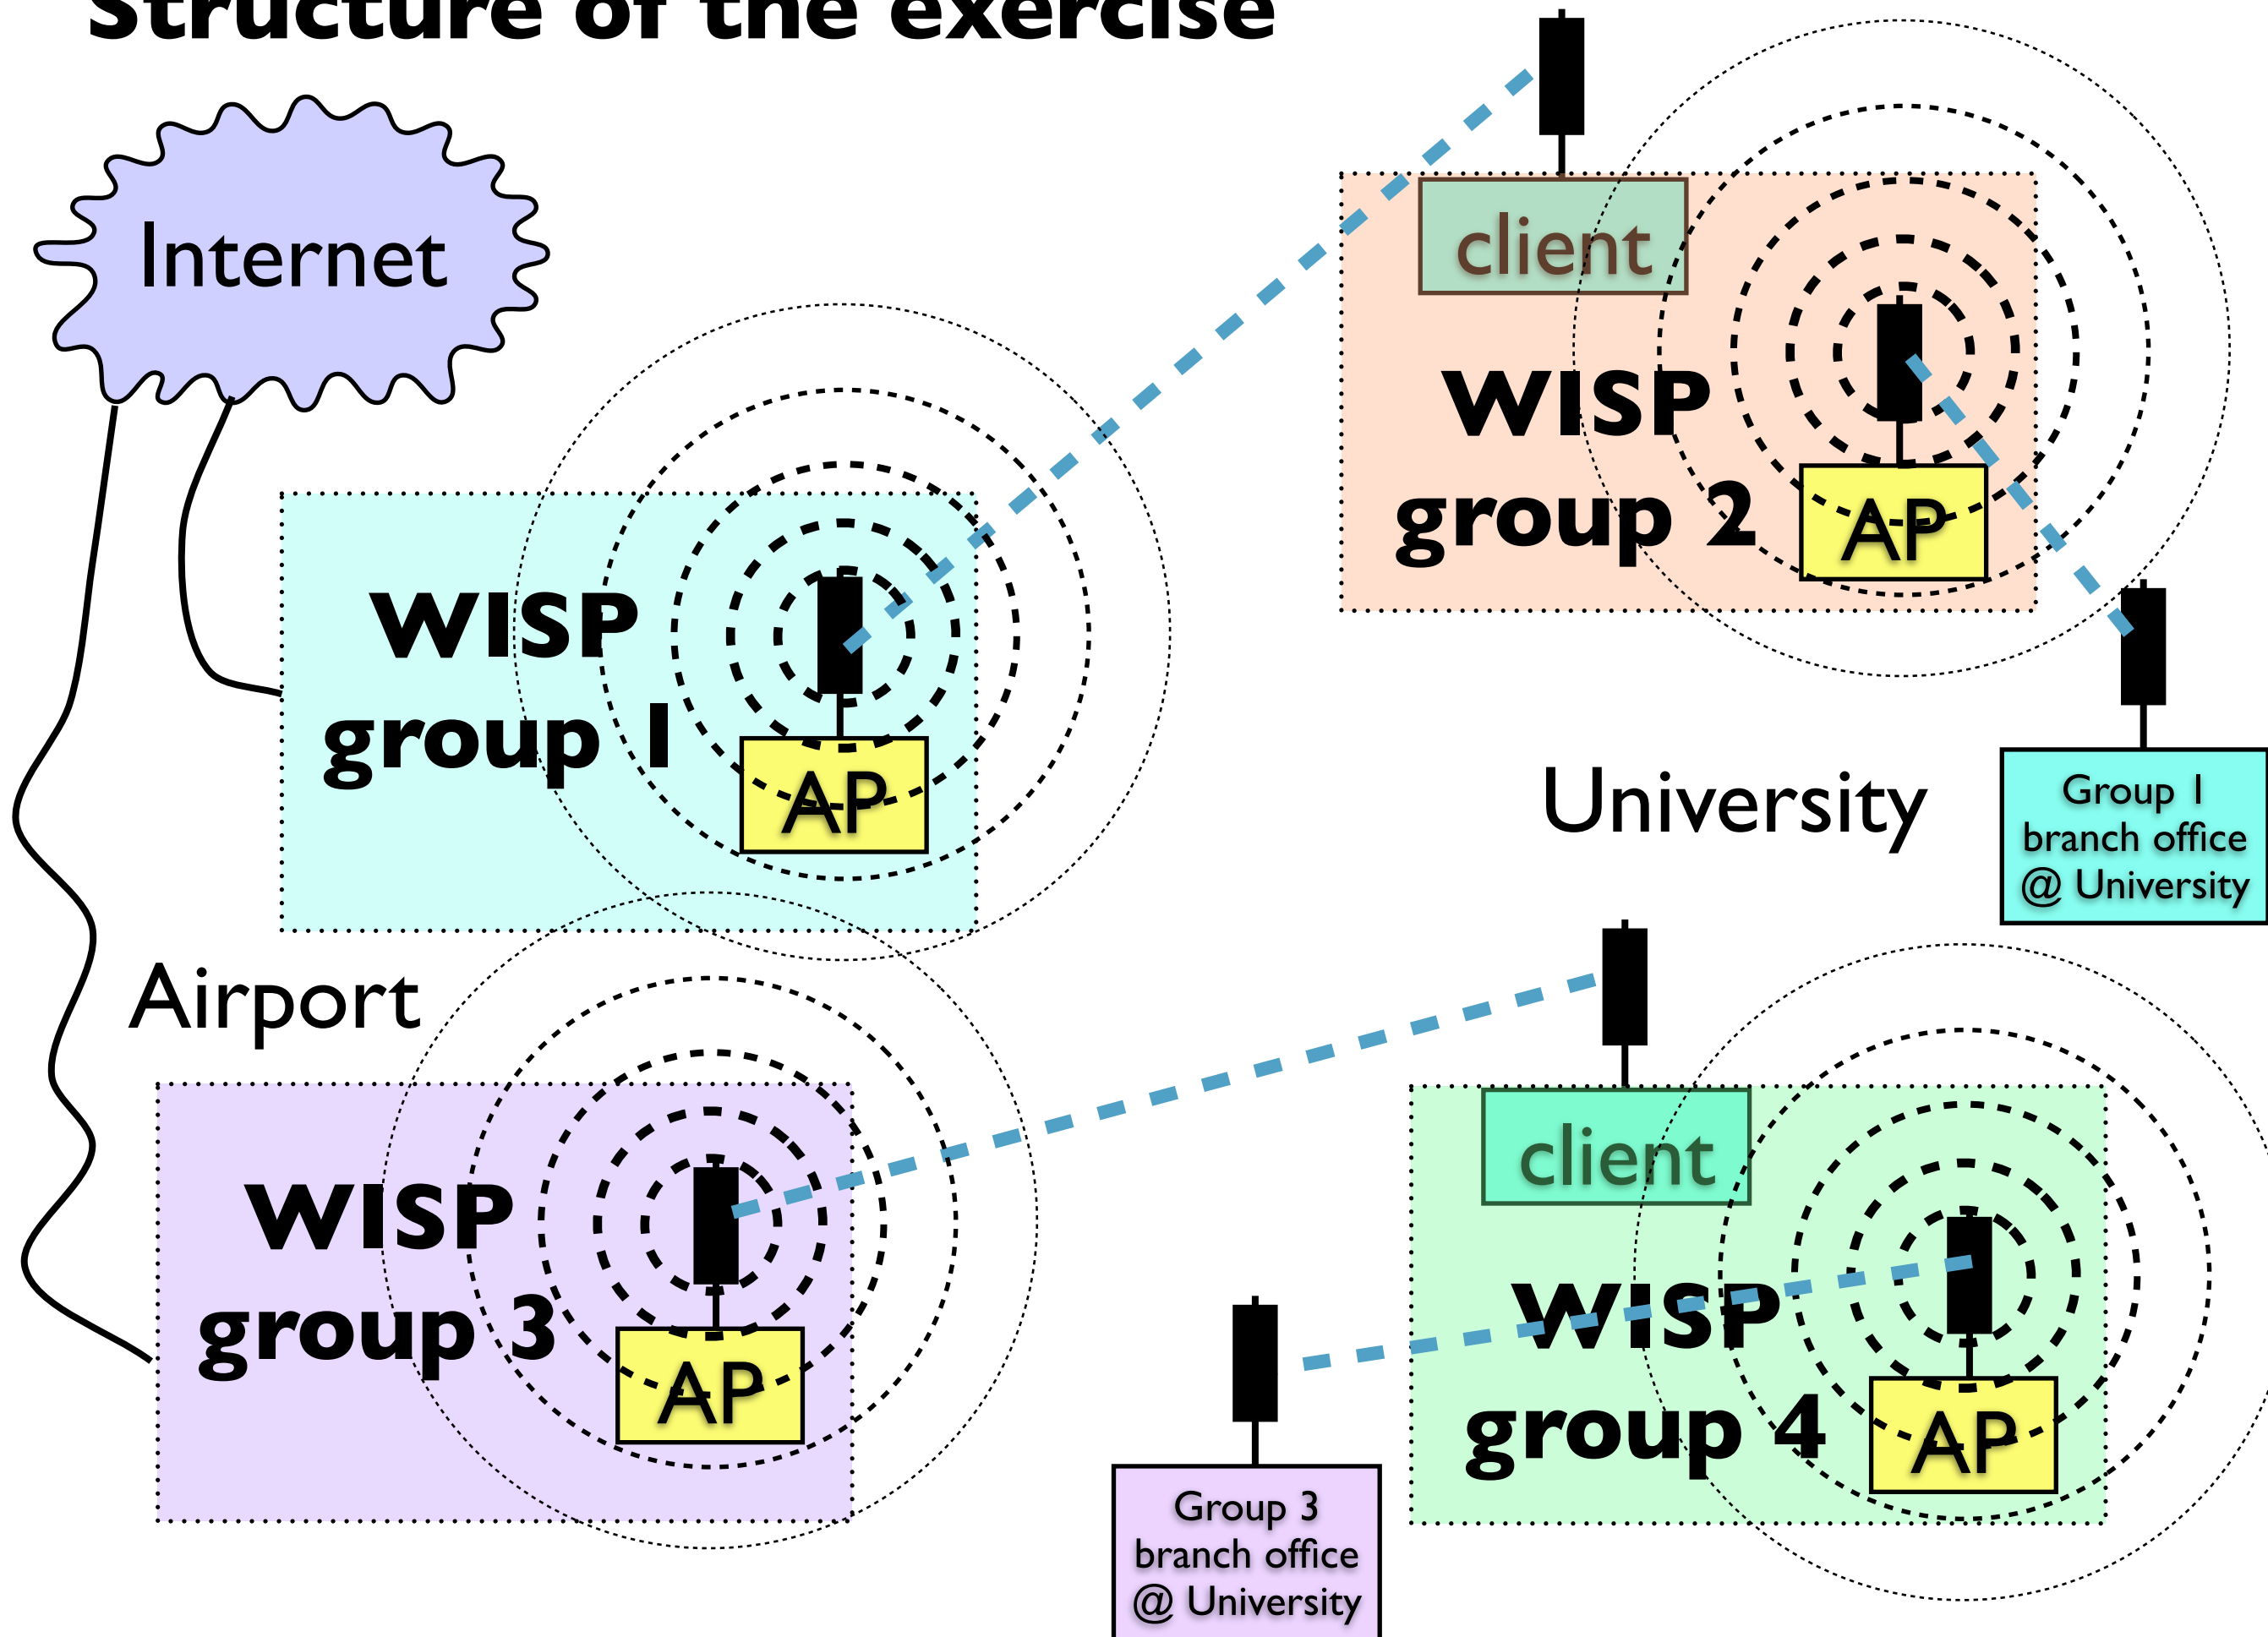 Structure of the exercise
Internet
client
WISP
group 2
AP
WISP
group 1
AP
University
Group 1
branch office
@ University
Airport
client
WISP
group 3
AP
WISP
group 4
AP
Group 3
branch office
@ University